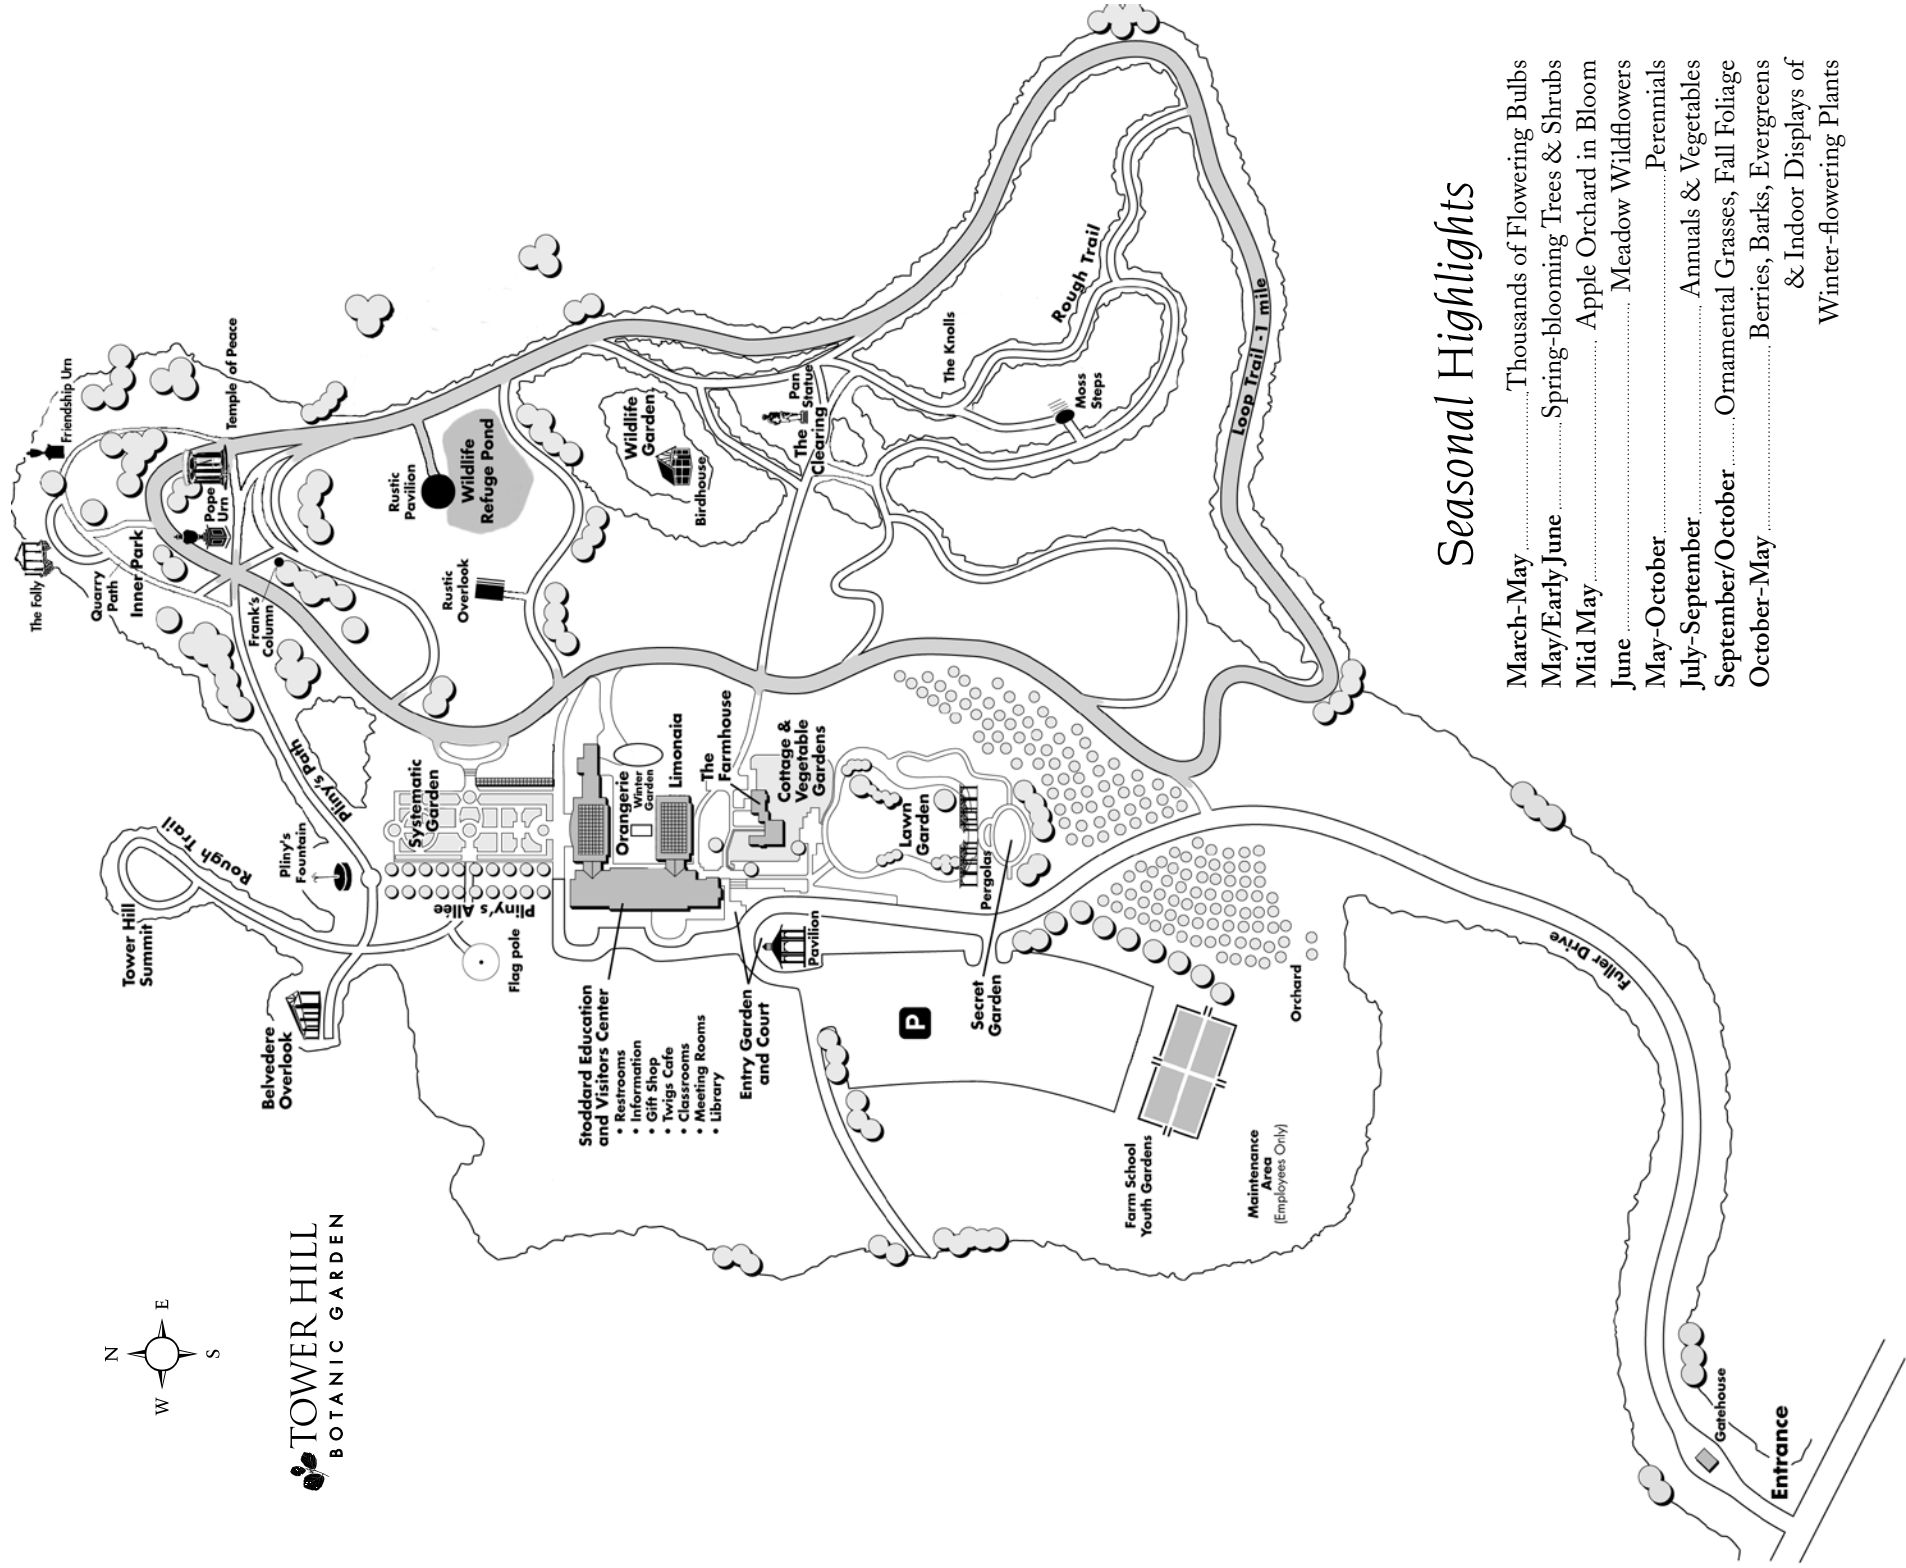 N
W
E
S
TOWER HILL
BOTANIC GARDEN
The Folly
Friendship Urn
Quarry
Path
Inner Park
Temple of Peace
Pope
Urn
Frank's
Column
Tower Hill
Summit
Rough Trail
Belvedere
Overlook
Pliny's
Fountain
Pliny's Path
Systematic
Garden
Pliny's Allée
Flag pole
Rustic
Pavilion
Wildlife
Refuge Pond
Rustic
Overlook
Wildlife
Garden
Birdhouse
Pan
Statue
The
Clearing
The Knolls
Moss
Steps
Rough Trail
Loop Trail - 1 mile
Orangerie
Winter
Garden
Limonaia
The
Farmhouse
Cottage &
Vegetable
Gardens
Lawn
Garden
Pergolas
Secret
Garden
Pavilion
Stoddard Education
and Visitors Center
• Restrooms
• Information
• Gift Shop
• Twigs Cafe
• Classrooms
• Meeting Rooms
• Library
Entry Garden
and Court
P
Orchard
Farm School
Youth Gardens
Maintenance
Area
(Employees Only)
Fuller Drive
Gatehouse
Entrance
Seasonal Highlights
March-May Thousands of Flowering Bulbs
May/Early June Spring-blooming Trees & Shrubs
Mid May Apple Orchard in Bloom
June Meadow Wildflowers
May-October Perennials
July-September Annuals & Vegetables
September/October Ornamental Grasses, Fall Foliage
October-May Berries, Barks, Evergreens
& Indoor Displays of
Winter-flowering Plants